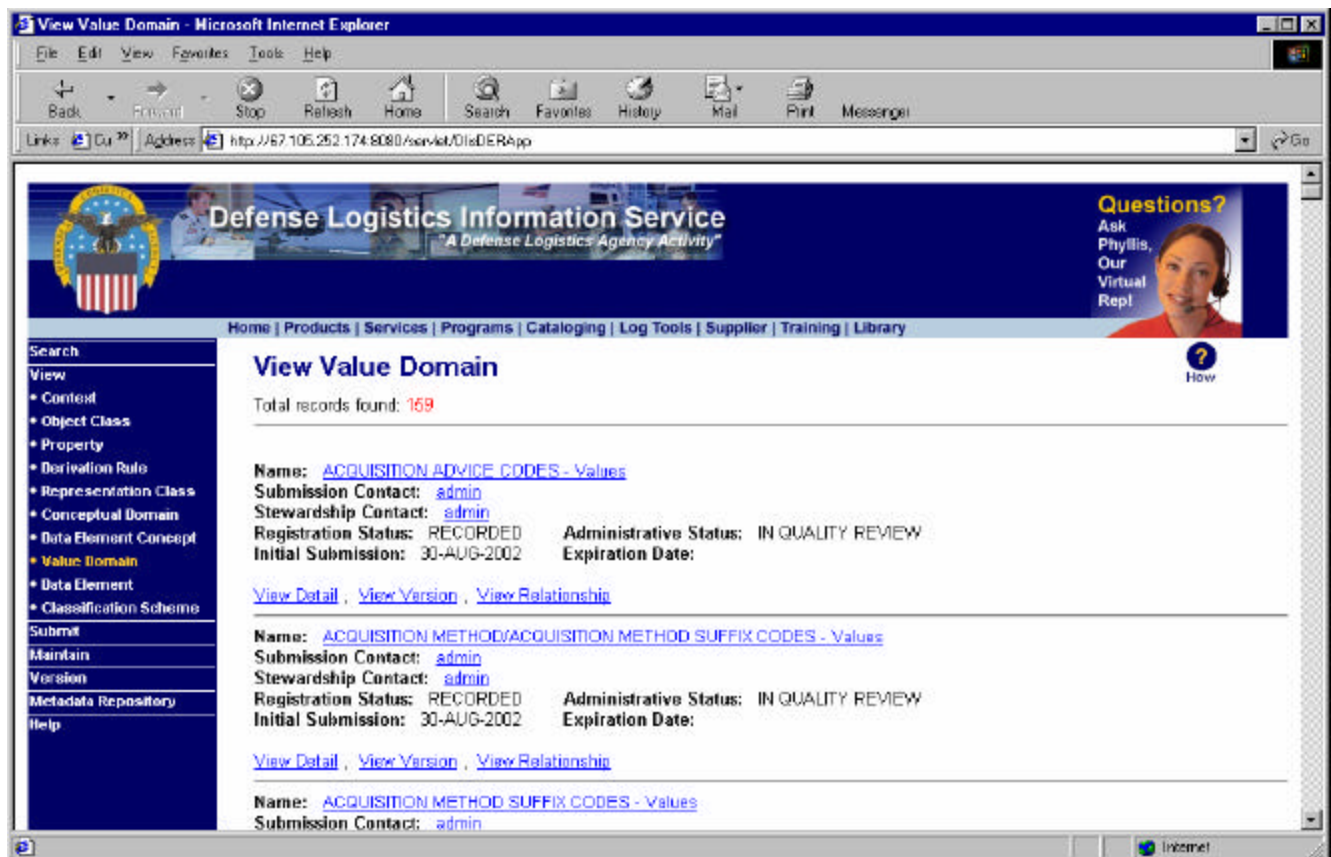 View Value Domain - Microsoft Internet Explorer
File Edit View Favorites Tools Help
Back Forward Stop Refresh Home Search Favorites History Mail Print Messenger
Links Cu » Address http://67.105.252.174:8080/servlet/DlisDERApp Go
Defense Logistics Information Service
"A Defense Logistics Agency Activity"
Questions?
Ask
Phyllis,
Our
Virtual
Rep!
Home | Products | Services | Programs | Cataloging | Log Tools | Supplier | Training | Library
Search
View
• Context
• Object Class
• Property
• Derivation Rule
• Representation Class
• Conceptual Domain
• Data Element Concept
• Value Domain
• Data Element
• Classification Scheme
Submit
Maintain
Version
Metadata Repository
Help
View Value Domain
?
How
Total records found: 159
Name: ACQUISITION ADVICE CODES - Values
Submission Contact: admin
Stewardship Contact: admin
Registration Status: RECORDED Administrative Status: IN QUALITY REVIEW
Initial Submission: 30-AUG-2002 Expiration Date:
View Detail , View Version , View Relationship
Name: ACQUISITION METHOD/ACQUISITION METHOD SUFFIX CODES - Values
Submission Contact: admin
Stewardship Contact: admin
Registration Status: RECORDED Administrative Status: IN QUALITY REVIEW
Initial Submission: 30-AUG-2002 Expiration Date:
View Detail , View Version , View Relationship
Name: ACQUISITION METHOD SUFFIX CODES - Values
Submission Contact: admin
Internet